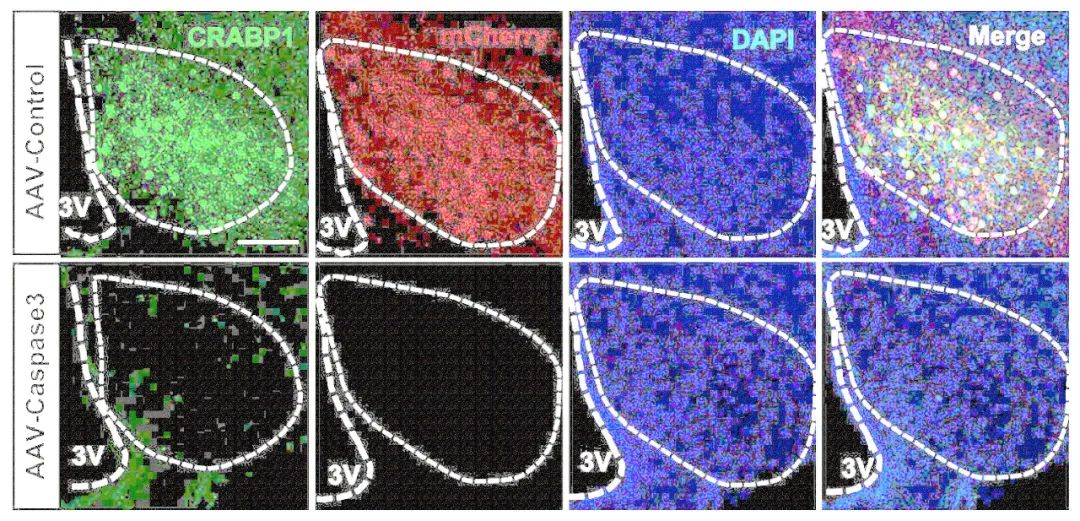 CRABP1
mCherry
DAPI
Merge
AAV-Control
3V
3V
3V
3V
AAV-Caspase3
3V
3V
3V
3V